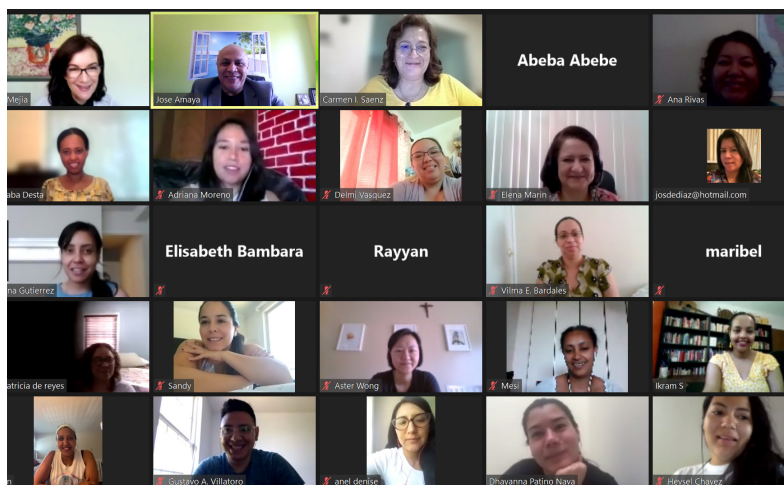 Mejia
Jose Amaya
Carmen I. Saenz
Abeba Abebe
Ana Rivas
aba Desta
Adriana Moreno
Delmi Vasquez
Elena Marin
josdediaz@hotmail.com
na Gutierrez
Elisabeth Bambara
Rayyan
Vilma E. Bardales
maribel
atricia de reyes
Sandy
Aster Wong
Mesi
Ikram S
n
Gustavo A. Villatoro
anel denise
Dhayanna Patino Nava
Heysel Chavez